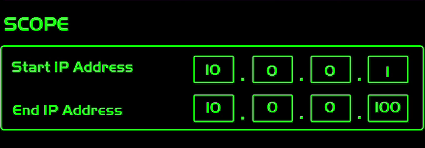 SCOPE
Start IP Address 10 . 0 . 0 . 1
End IP Address 10 . 0 . 0 . 100